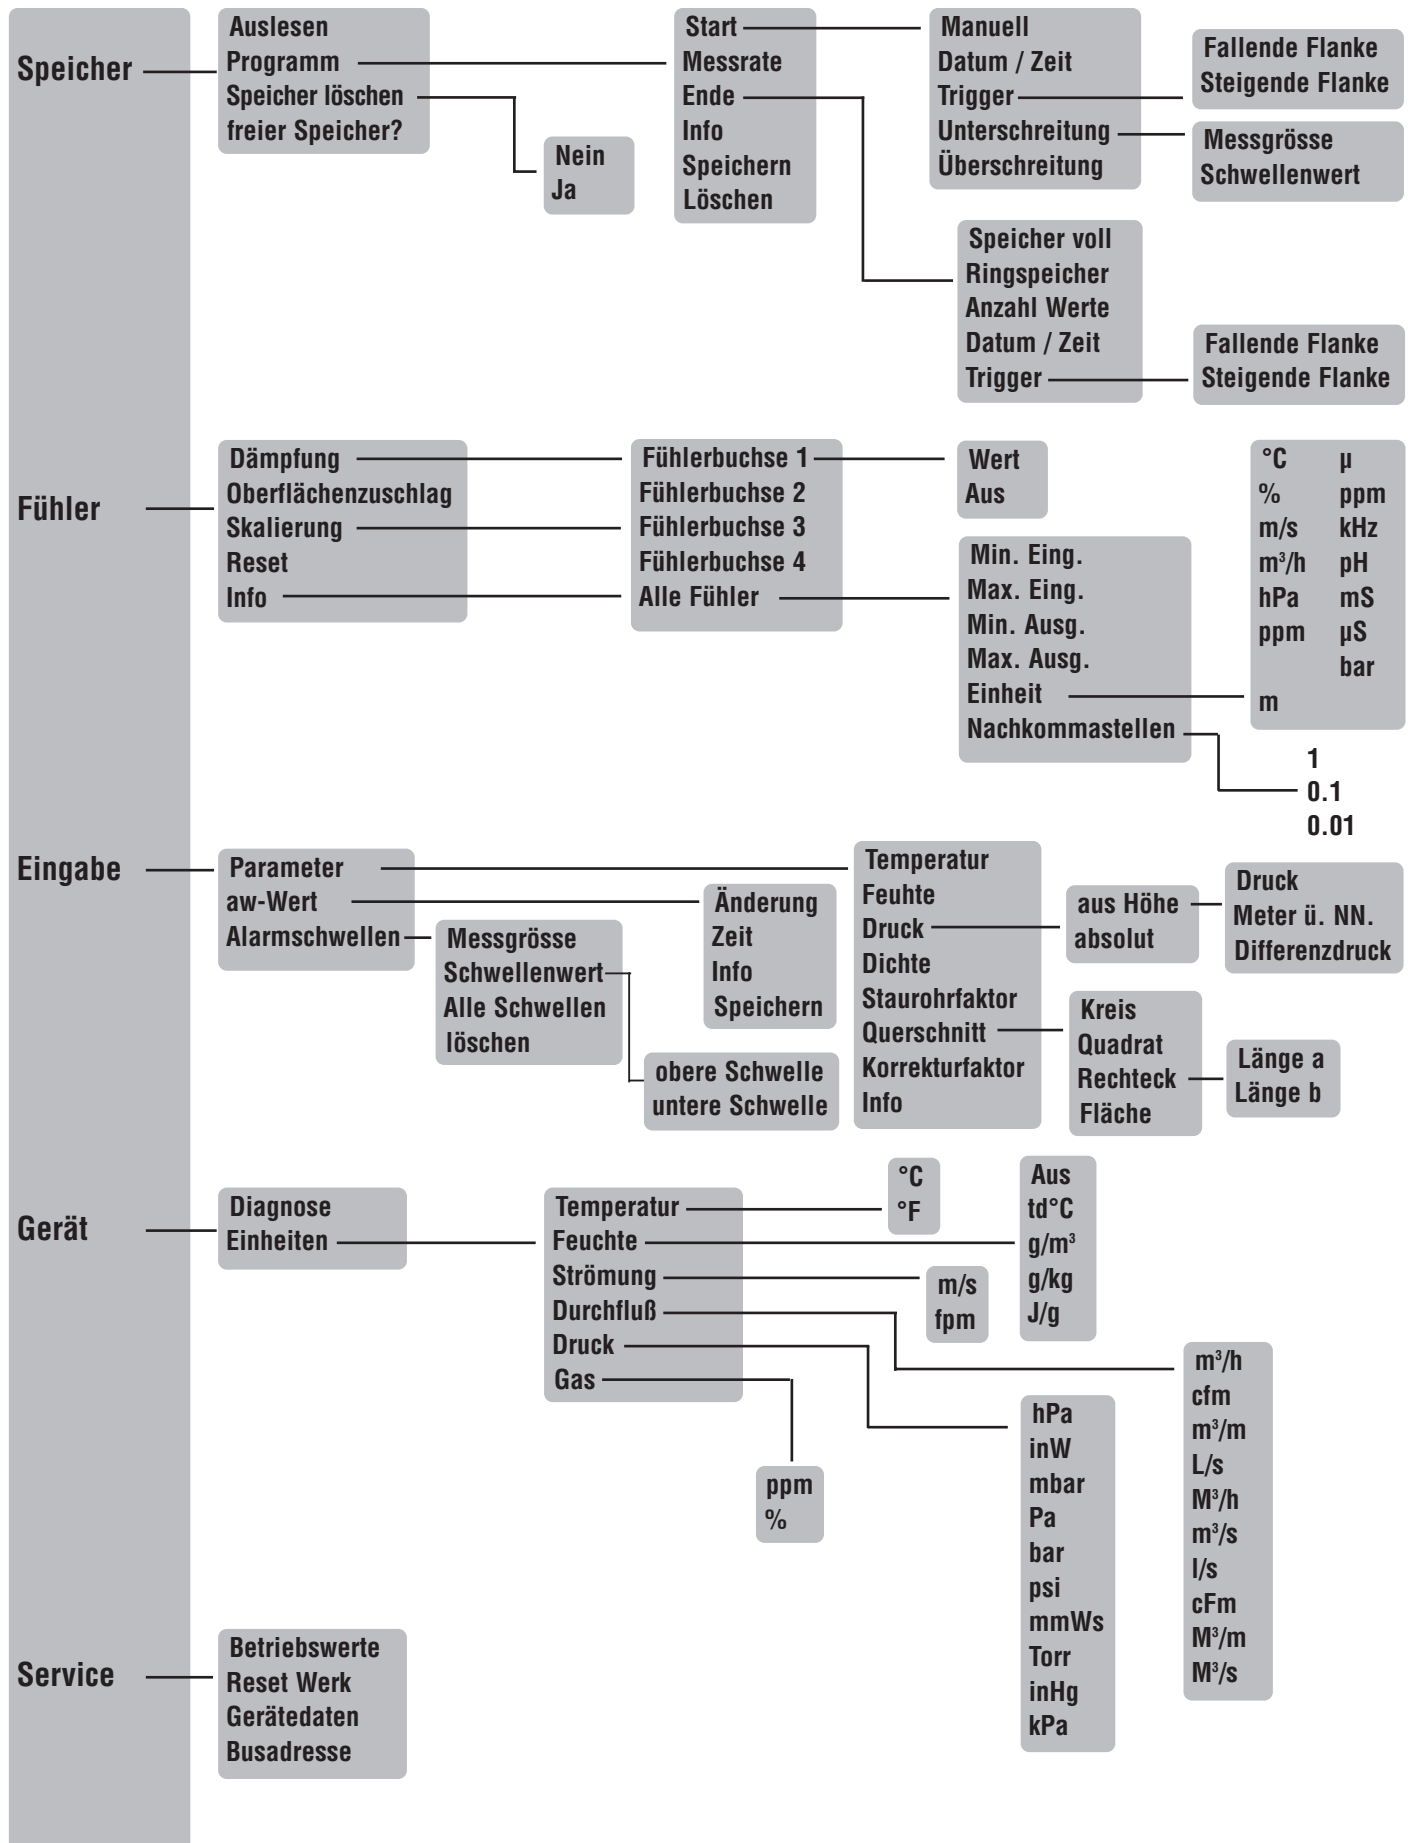 Speicher
Auslesen
Programm
Speicher löschen
freier Speicher?
Nein
Ja
Start
Messrate
Ende
Info
Speichern
Löschen
Manuell
Datum / Zeit
Trigger
Unterschreitung
Überschreitung
Fallende Flanke
Steigende Flanke
Messgrösse
Schwellenwert
Speicher voll
Ringspeicher
Anzahl Werte
Datum / Zeit
Trigger
Fallende Flanke
Steigende Flanke
Fühler
Dämpfung
Oberflächenzuschlag
Skalierung
Reset
Info
Fühlerbuchse 1
Fühlerbuchse 2
Fühlerbuchse 3
Fühlerbuchse 4
Alle Fühler
Wert
Aus
Min. Eing.
Max. Eing.
Min. Ausg.
Max. Ausg.
Einheit
Nachkommastellen
°C µ
% ppm
m/s kHz
m³/h pH
hPa mS
ppm µS
bar
m
1
0.1
0.01
Eingabe
Parameter
aw-Wert
Alarmschwellen
Messgrösse
Schwellenwert
Alle Schwellen
löschen
obere Schwelle
untere Schwelle
Änderung
Zeit
Info
Speichern
Temperatur
Feuhte
Druck
Dichte
Staurohrfaktor
Querschnitt
Korrekturfaktor
Info
aus Höhe
absolut
Druck
Meter ü. NN.
Differenzdruck
Kreis
Quadrat
Rechteck
Fläche
Länge a
Länge b
Gerät
Diagnose
Einheiten
Temperatur
Feuchte
Strömung
Durchfluß
Druck
Gas
°C
°F
Aus
td°C
g/m³
g/kg
J/g
m/s
fpm
m³/h
cfm
m³/m
L/s
M³/h
m³/s
l/s
cFm
M³/m
M³/s
hPa
inW
mbar
Pa
bar
psi
mmWs
Torr
inHg
kPa
ppm
%
Service
Betriebswerte
Reset Werk
Gerätedaten
Busadresse